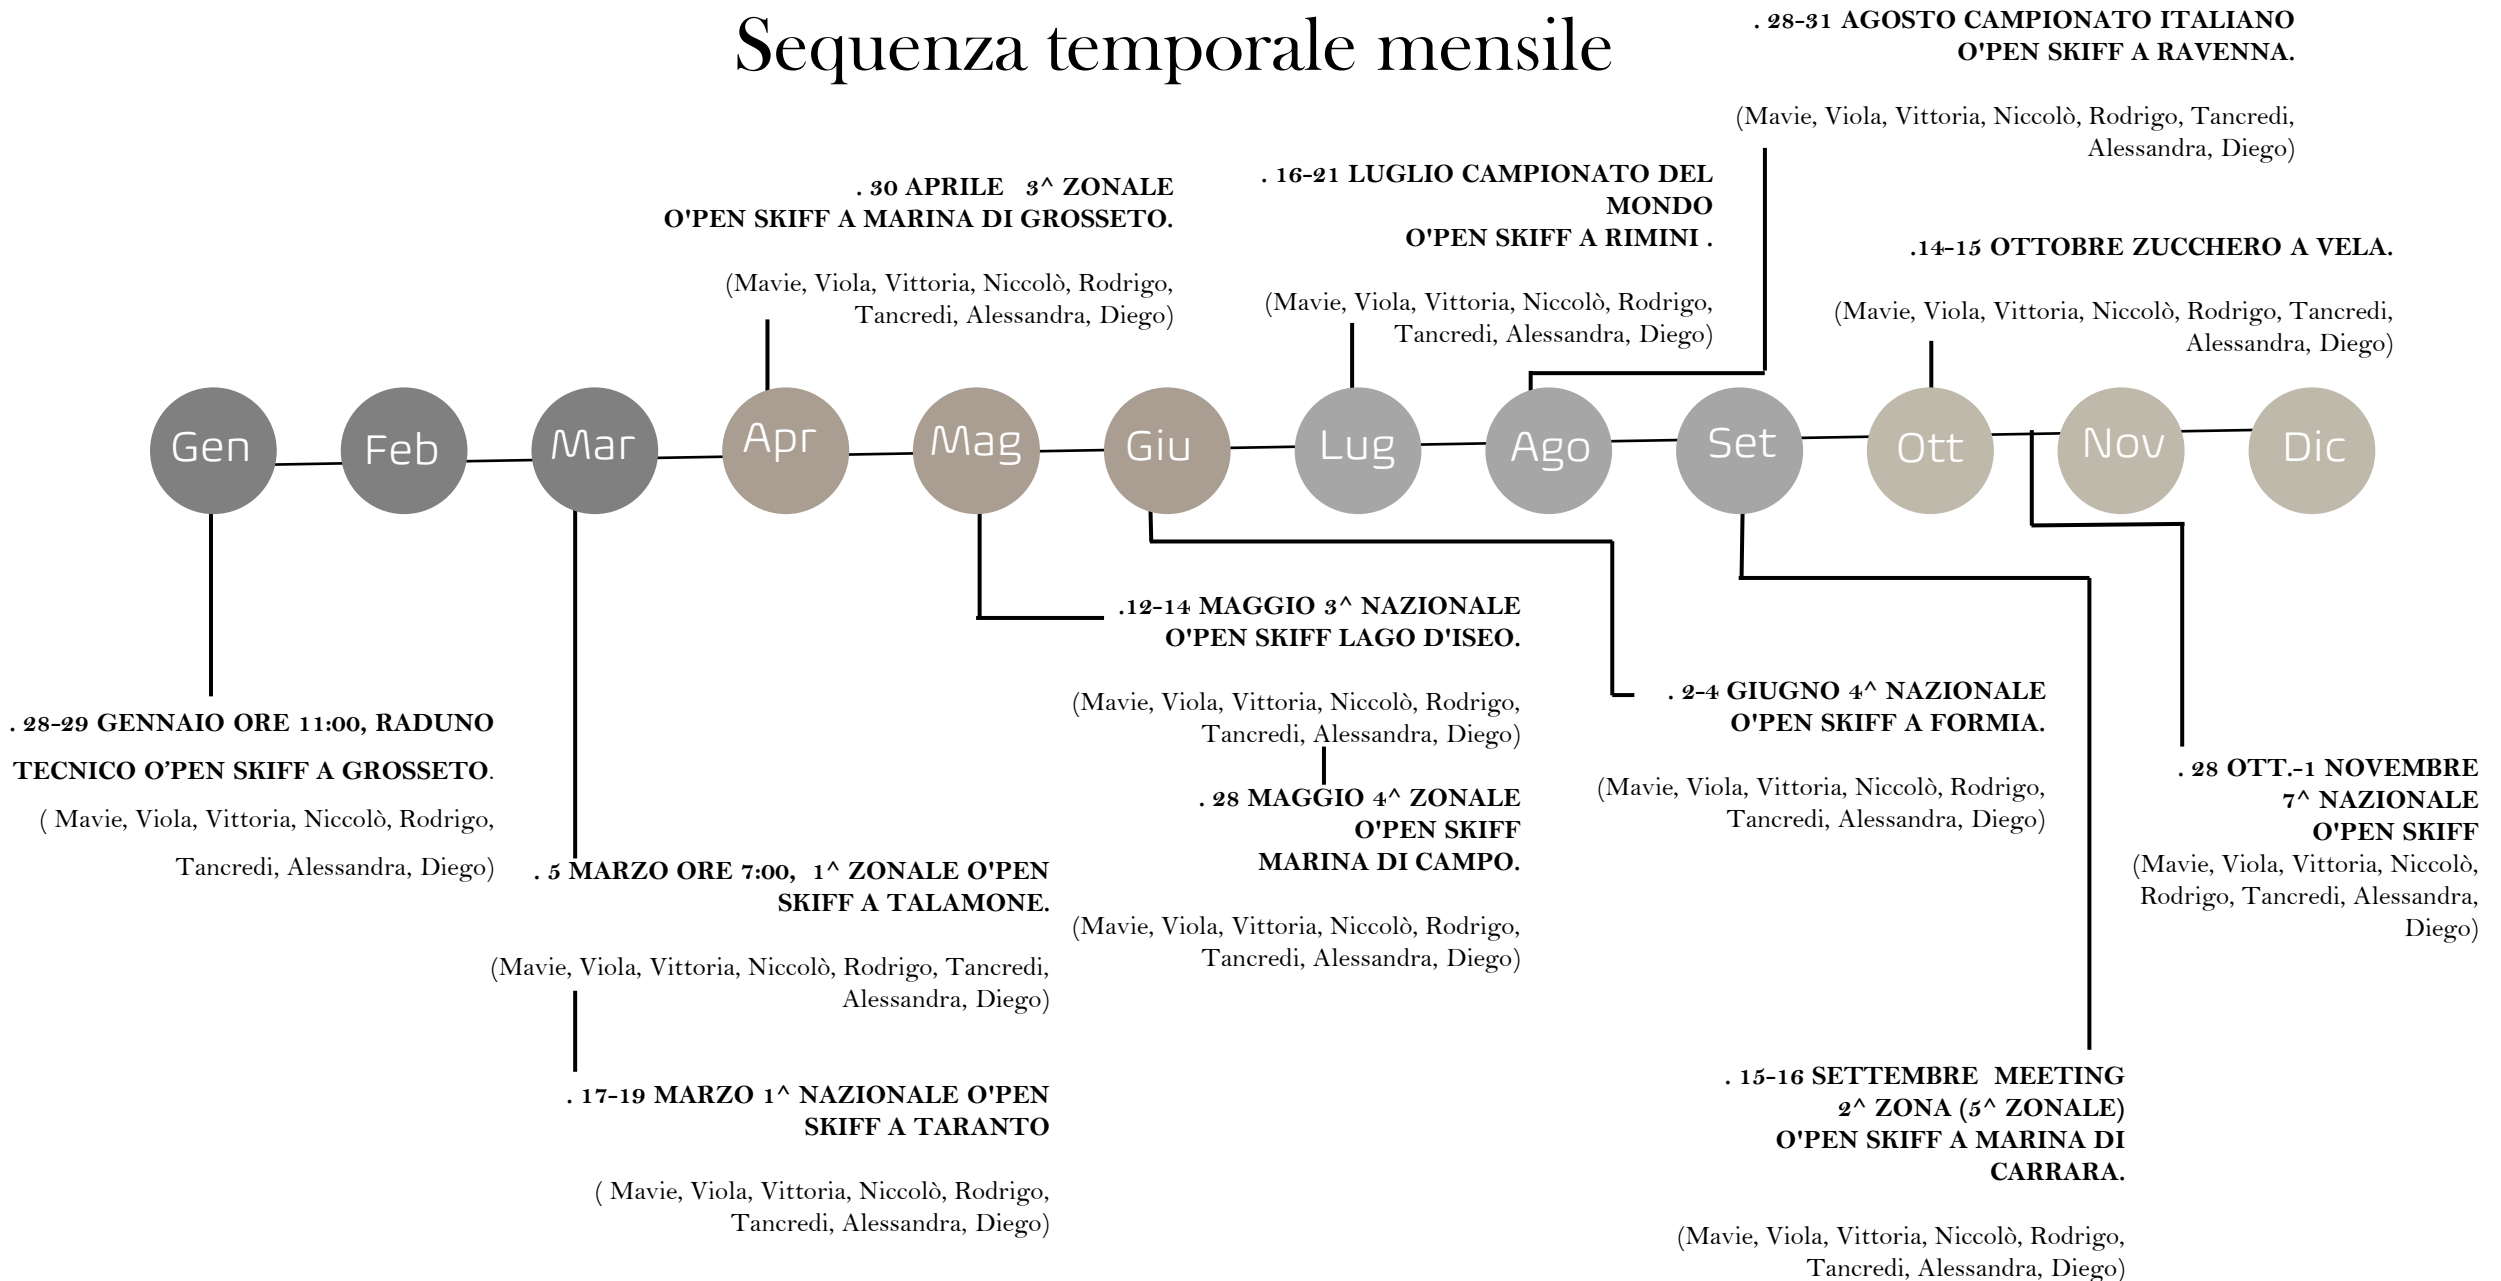 Sequenza temporale mensile
. 28-31 AGOSTO CAMPIONATO ITALIANO
O'PEN SKIFF A RAVENNA.
(Mavie, Viola, Vittoria, Niccolò, Rodrigo, Tancredi,
Alessandra, Diego)
. 30 APRILE   3^ ZONALE
O'PEN SKIFF A MARINA DI GROSSETO.
(Mavie, Viola, Vittoria, Niccolò, Rodrigo,
Tancredi, Alessandra, Diego)
. 16-21 LUGLIO CAMPIONATO DEL
MONDO
O'PEN SKIFF A RIMINI .
(Mavie, Viola, Vittoria, Niccolò, Rodrigo,
Tancredi, Alessandra, Diego)
.14-15 OTTOBRE ZUCCHERO A VELA.
(Mavie, Viola, Vittoria, Niccolò, Rodrigo, Tancredi,
Alessandra, Diego)
Gen
Feb
Mar
Apr
Mag
Giu
Lug
Ago
Set
Ott
Nov
Dic
. 28-29 GENNAIO ORE 11:00, RADUNO
TECNICO O’PEN SKIFF A GROSSETO.
( Mavie, Viola, Vittoria, Niccolò, Rodrigo,
Tancredi, Alessandra, Diego)
. 5 MARZO ORE 7:00,  1^ ZONALE O'PEN
SKIFF A TALAMONE.
(Mavie, Viola, Vittoria, Niccolò, Rodrigo, Tancredi,
Alessandra, Diego)
. 17-19 MARZO 1^ NAZIONALE O'PEN
SKIFF A TARANTO
( Mavie, Viola, Vittoria, Niccolò, Rodrigo,
Tancredi, Alessandra, Diego)
.12-14 MAGGIO 3^ NAZIONALE
O'PEN SKIFF LAGO D'ISEO.
(Mavie, Viola, Vittoria, Niccolò, Rodrigo,
Tancredi, Alessandra, Diego)
. 28 MAGGIO 4^ ZONALE
O'PEN SKIFF
MARINA DI CAMPO.
(Mavie, Viola, Vittoria, Niccolò, Rodrigo,
Tancredi, Alessandra, Diego)
. 2-4 GIUGNO 4^ NAZIONALE
O'PEN SKIFF A FORMIA.
(Mavie, Viola, Vittoria, Niccolò, Rodrigo,
Tancredi, Alessandra, Diego)
. 15-16 SETTEMBRE  MEETING
2^ ZONA (5^ ZONALE)
O'PEN SKIFF A MARINA DI
CARRARA.
(Mavie, Viola, Vittoria, Niccolò, Rodrigo,
Tancredi, Alessandra, Diego)
. 28 OTT.-1 NOVEMBRE
7^ NAZIONALE
O'PEN SKIFF
(Mavie, Viola, Vittoria, Niccolò,
Rodrigo, Tancredi, Alessandra,
Diego)